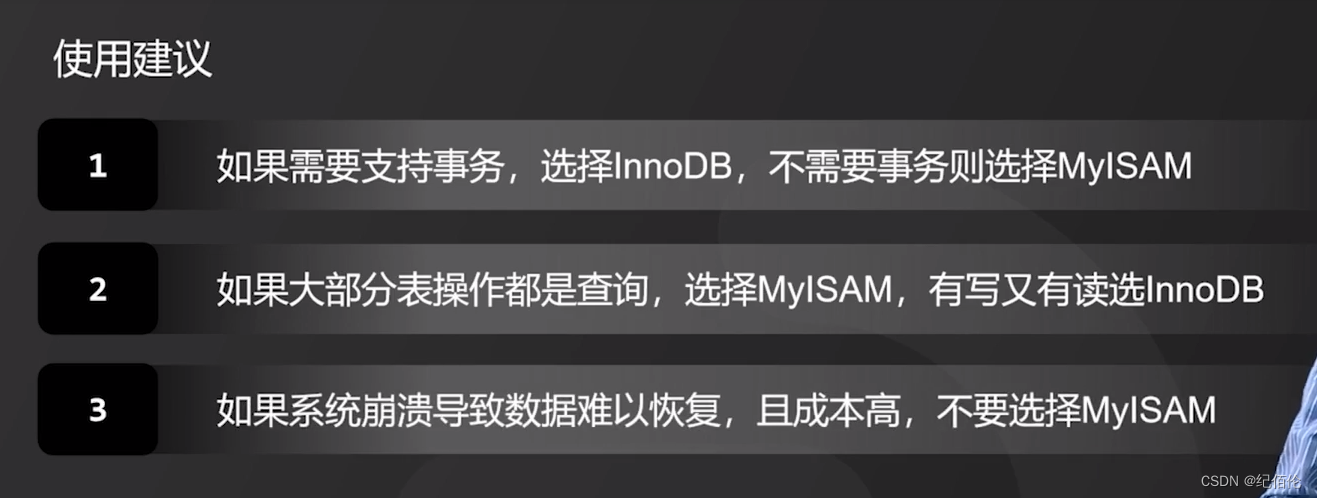 使用建议
1 如果需要支持事务，选择InnoDB，不需要事务则选择MyISAM
2 如果大部分表操作都是查询，选择MyISAM，有写又有读选InnoDB
3 如果系统崩溃导致数据难以恢复，且成本高，不要选择MyISAM
CSDN @纪佰伦